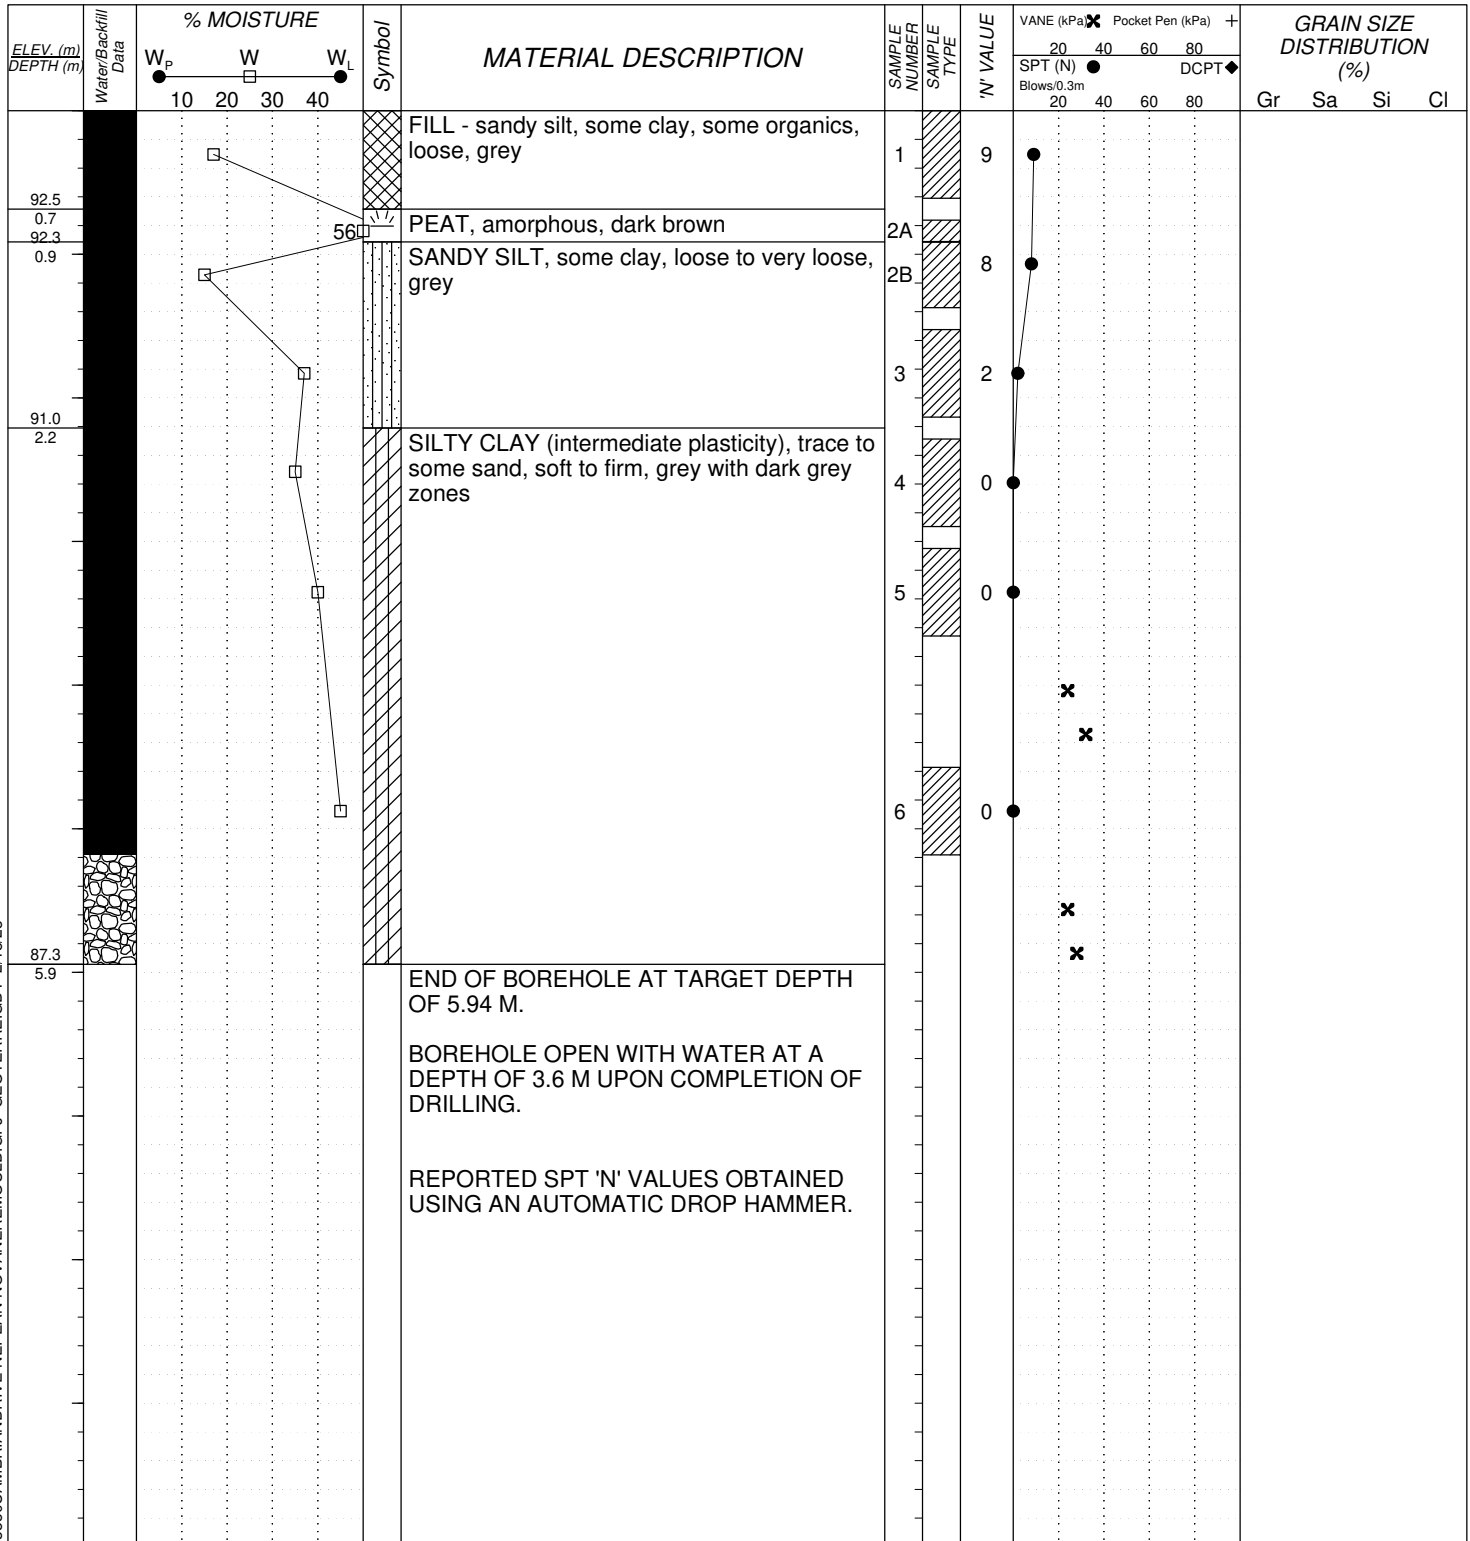 ELEV. (m)
DEPTH (m)
Water/Backfill
Data
% MOISTURE
WP W WL
10 20 30 40
Symbol
MATERIAL DESCRIPTION
SAMPLE
NUMBER
SAMPLE
TYPE
'N' VALUE
VANE (kPa) Pocket Pen (kPa)
20 40 60 80
SPT (N) DCPT
Blows/0.3m
20 40 60 80
GRAIN SIZE
DISTRIBUTION
(%)
Gr Sa Si Cl
FILL - sandy silt, some clay, some organics,
loose, grey
1 9
92.5
0.7
56
PEAT, amorphous, dark brown
2A
92.3
0.9
SANDY SILT, some clay, loose to very loose,
grey
2B 8
3 2
91.0
2.2
SILTY CLAY (intermediate plasticity), trace to
some sand, soft to firm, grey with dark grey
zones
4 0
5 0
6 0
87.3
5.9
END OF BOREHOLE AT TARGET DEPTH
OF 5.94 M.
BOREHOLE OPEN WITH WATER AT A
DEPTH OF 3.6 M UPON COMPLETION OF
DRILLING.
REPORTED SPT 'N' VALUES OBTAINED
USING AN AUTOMATIC DROP HAMMER.